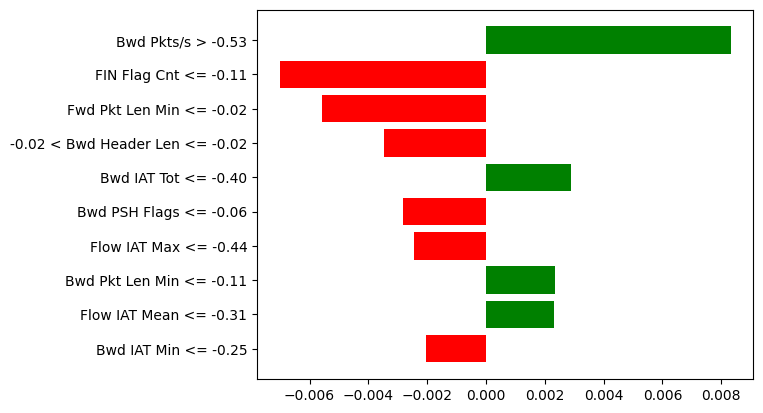 Bwd Pkts/s > -0.53
FIN Flag Cnt <= -0.11
Fwd Pkt Len Min <= -0.02
-0.02 < Bwd Header Len <= -0.02
Bwd IAT Tot <= -0.40
Bwd PSH Flags <= -0.06
Flow IAT Max <= -0.44
Bwd Pkt Len Min <= -0.11
Flow IAT Mean <= -0.31
Bwd IAT Min <= -0.25
−0.006 −0.004 −0.002 0.000 0.002 0.004 0.006 0.008